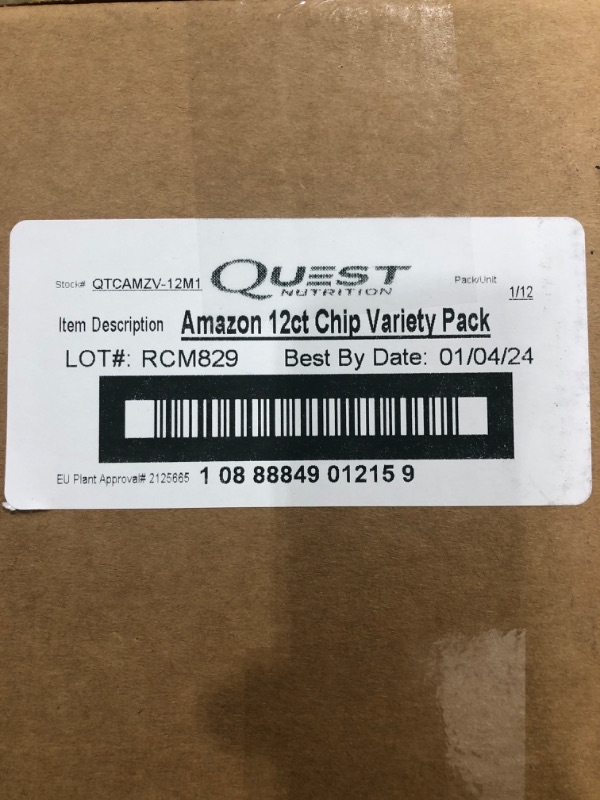 Stock# QTCAMZV-12M1 QUEST NUTRITION Pack/Unit 1/12
Item Description Amazon 12ct Chip Variety Pack
LOT#: RCM829 Best By Date: 01/04/24
EU Plant Approval# 2125665 1 08 88849 01215 9